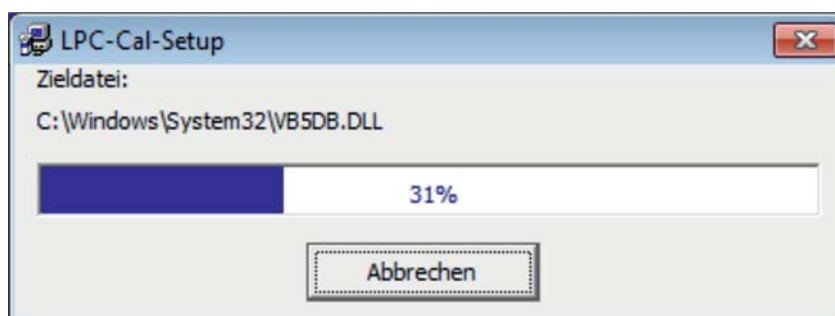 LPC-Cal-Setup
Zieldatei:
C:\Windows\System32\VB5DB.DLL
31%
Abbrechen